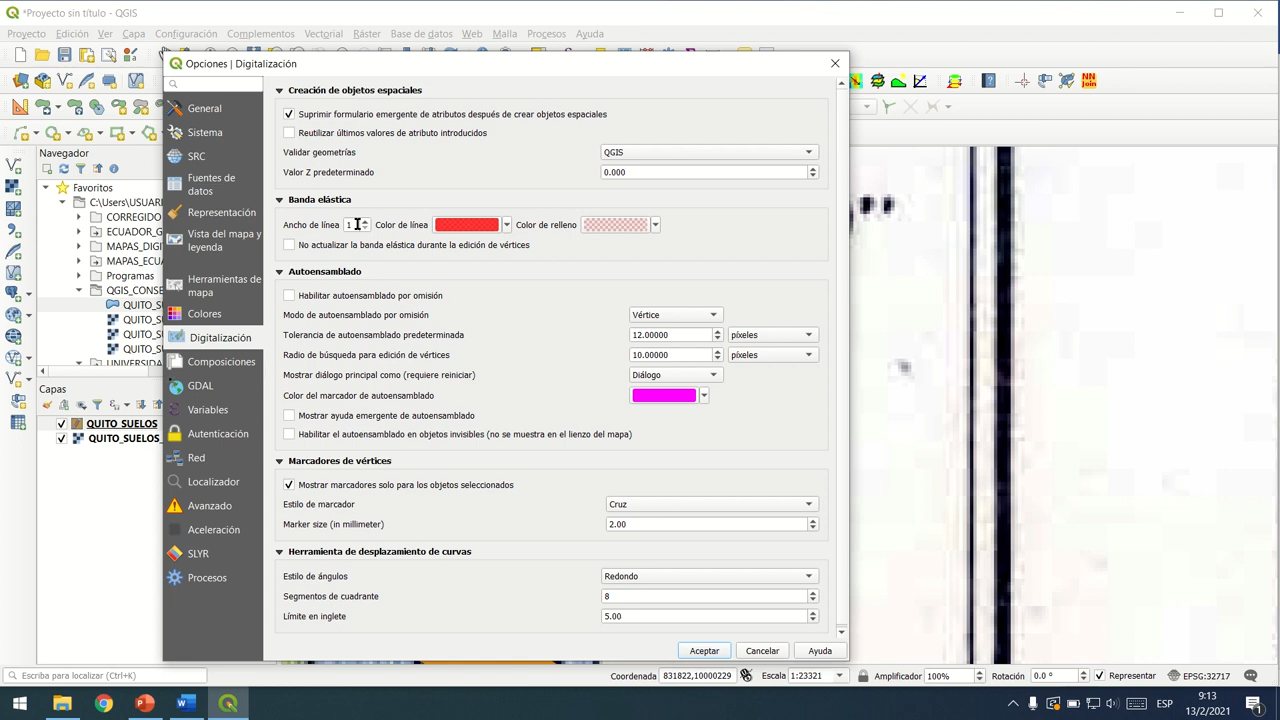 *Proyecto sin título - QGIS
Proyecto Edición Ver Capa Configuración Complementos Vectorial Ráster Base de datos Web Malla Procesos Ayuda
Opciones | Digitalización
General
Sistema
SRC
Fuentes de
datos
Representación
Vista del mapa y
leyenda
Herramientas de
mapa
Colores
Digitalización
Composiciones
GDAL
Variables
Autenticación
Red
Localizador
Avanzado
Aceleración
SLYR
Procesos
Creación de objetos espaciales
Suprimir formulario emergente de atributos después de crear objetos espaciales
Reutilizar últimos valores de atributo introducidos
Validar geometrías QGIS
Valor Z predeterminado 0.000
Banda elástica
Ancho de línea 1 Color de línea Color de relleno
No actualizar la banda elástica durante la edición de vértices
Autoensamblado
Habilitar autoensamblado por omisión
Modo de autoensamblado por omisión Vértice
Tolerancia de autoensamblado predeterminada 12.00000 píxeles
Radio de búsqueda para edición de vértices 10.00000 píxeles
Mostrar diálogo principal como (requiere reiniciar) Diálogo
Color del marcador de autoensamblado
Mostrar ayuda emergente de autoensamblado
Habilitar el autoensamblado en objetos invisibles (no se muestra en el lienzo del mapa)
Marcadores de vértices
Mostrar marcadores solo para los objetos seleccionados
Estilo de marcador Cruz
Marker size (in millimeter) 2.00
Herramienta de desplazamiento de curvas
Estilo de ángulos Redondo
Segmentos de cuadrante 8
Límite en inglete 5.00
Aceptar Cancelar Ayuda
NN
join
Navegador
Favoritos
C:\USUAR
CORREGIDO
ECUADOR_G
MAPAS_DIG
MAPAS_ECU
Programas
QGIS_CONSE
QUITO_SU
QUITO_S
QUITO_S
QUITO_S
Capas
QUITO_SUELOS
QUITO_SUELOS_
Escriba para localizar (Ctrl+K)
Coordenada 831822,10000229 Escala 1:23321 Amplificador 100% Rotación 0.0 ° Representar EPSG:32717
ESP
9:13
13/2/2021
1